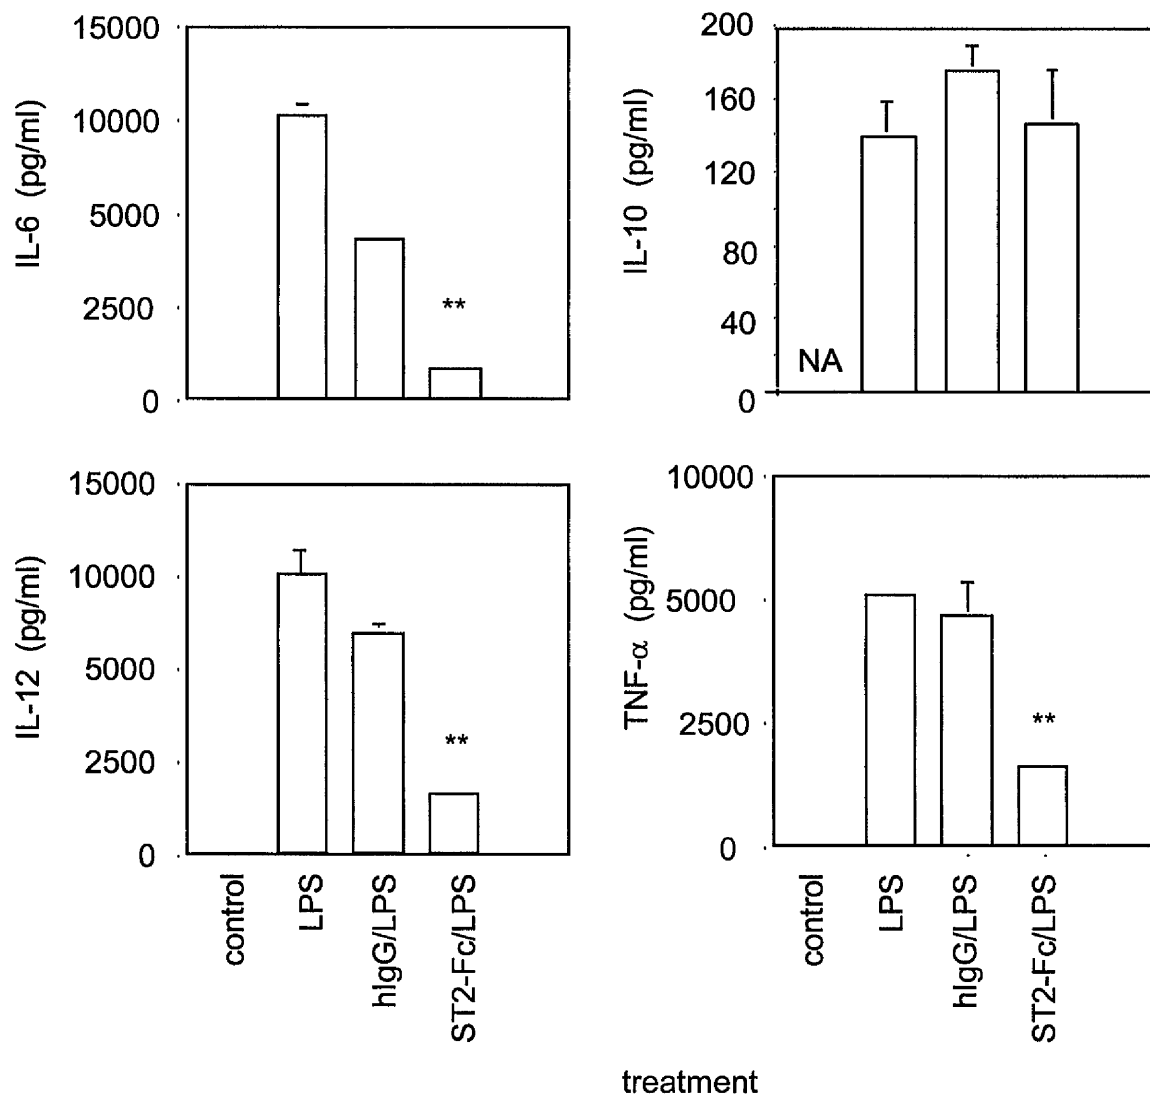 IL-6 (pg/ml)
15000
10000
5000
2500
0
**
IL-10 (pg/ml)
200
160
120
80
40
0
NA
IL-12 (pg/ml)
15000
10000
5000
2500
0
**
control
LPS
hIgG/LPS
ST2-Fc/LPS
TNF-α (pg/ml)
10000
5000
2500
0
**
control
LPS
hIgG/LPS
ST2-Fc/LPS
treatment